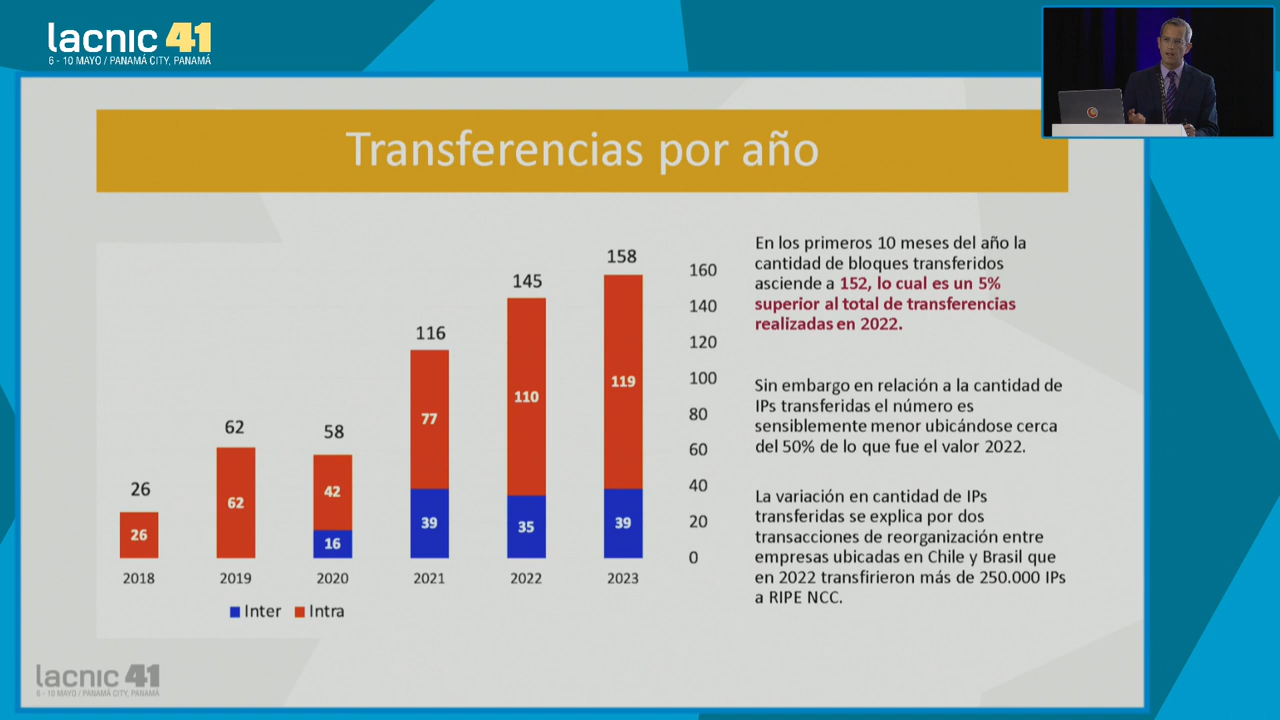 lacnic 41
6 - 10 MAYO / PANAMÁ CITY, PANAMÁ
Transferencias por año
158
145
116
62
58
26
119
110
77
62
42
26
39
35
39
16
160
140
120
100
80
60
40
20
0
2018
2019
2020
2021
2022
2023
Inter
Intra
En los primeros 10 meses del año la
cantidad de bloques transferidos
asciende a 152, lo cual es un 5%
superior al total de transferencias
realizadas en 2022.
Sin embargo en relación a la cantidad de
IPs transferidas el número es
sensiblemente menor ubicándose cerca
del 50% de lo que fue el valor 2022.
La variación en cantidad de IPs
transferidas se explica por dos
transacciones de reorganización entre
empresas ubicadas en Chile y Brasil que
en 2022 transfirieron más de 250.000 IPs
a RIPE NCC.
lacnic 41
6 - 10 MAYO / PANAMÁ CITY, PANAMÁ